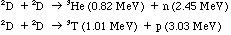 ²D + ²D → ³He (0.82 MeV) + n (2.45 MeV)
²D + ²D → ³T (1.01 MeV) + p (3.03 MeV)